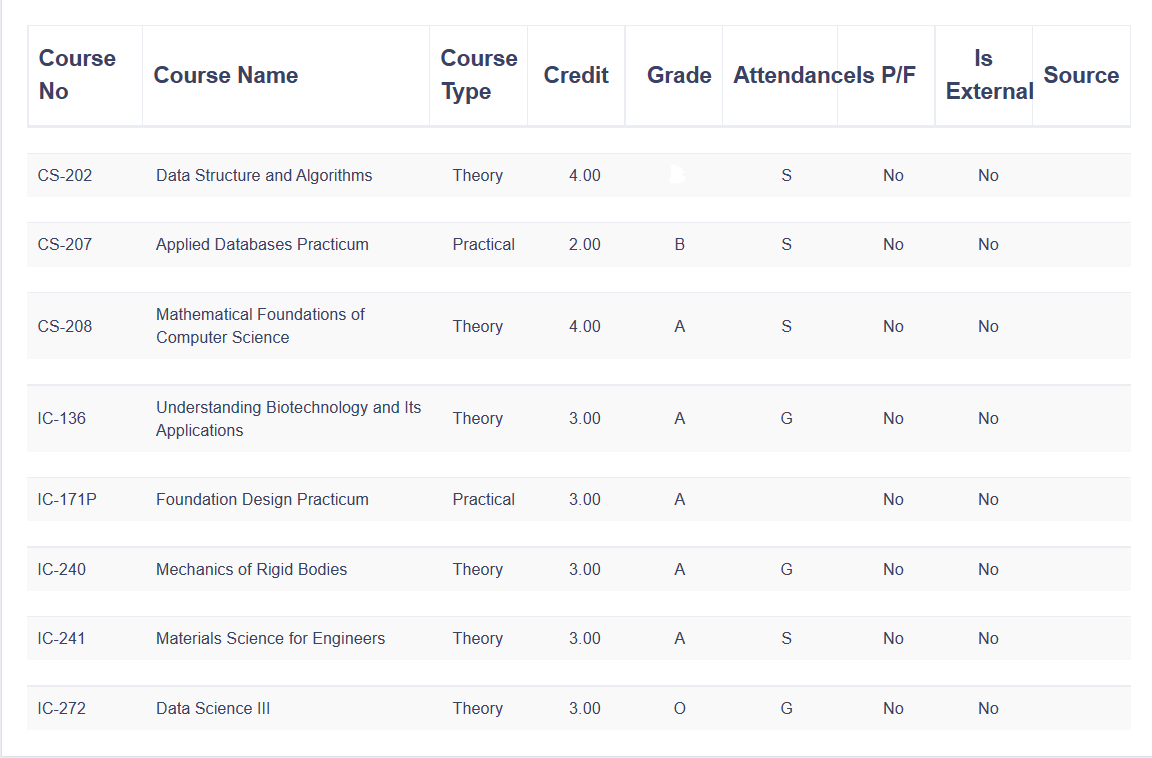 Course No Course Name Course Type Credit Grade Attendance Is P/F Is External Source
CS-202 Data Structure and Algorithms Theory 4.00 S No No
CS-207 Applied Databases Practicum Practical 2.00 B S No No
CS-208 Mathematical Foundations of Computer Science Theory 4.00 A S No No
IC-136 Understanding Biotechnology and Its Applications Theory 3.00 A G No No
IC-171P Foundation Design Practicum Practical 3.00 A No No
IC-240 Mechanics of Rigid Bodies Theory 3.00 A G No No
IC-241 Materials Science for Engineers Theory 3.00 A S No No
IC-272 Data Science III Theory 3.00 O G No No